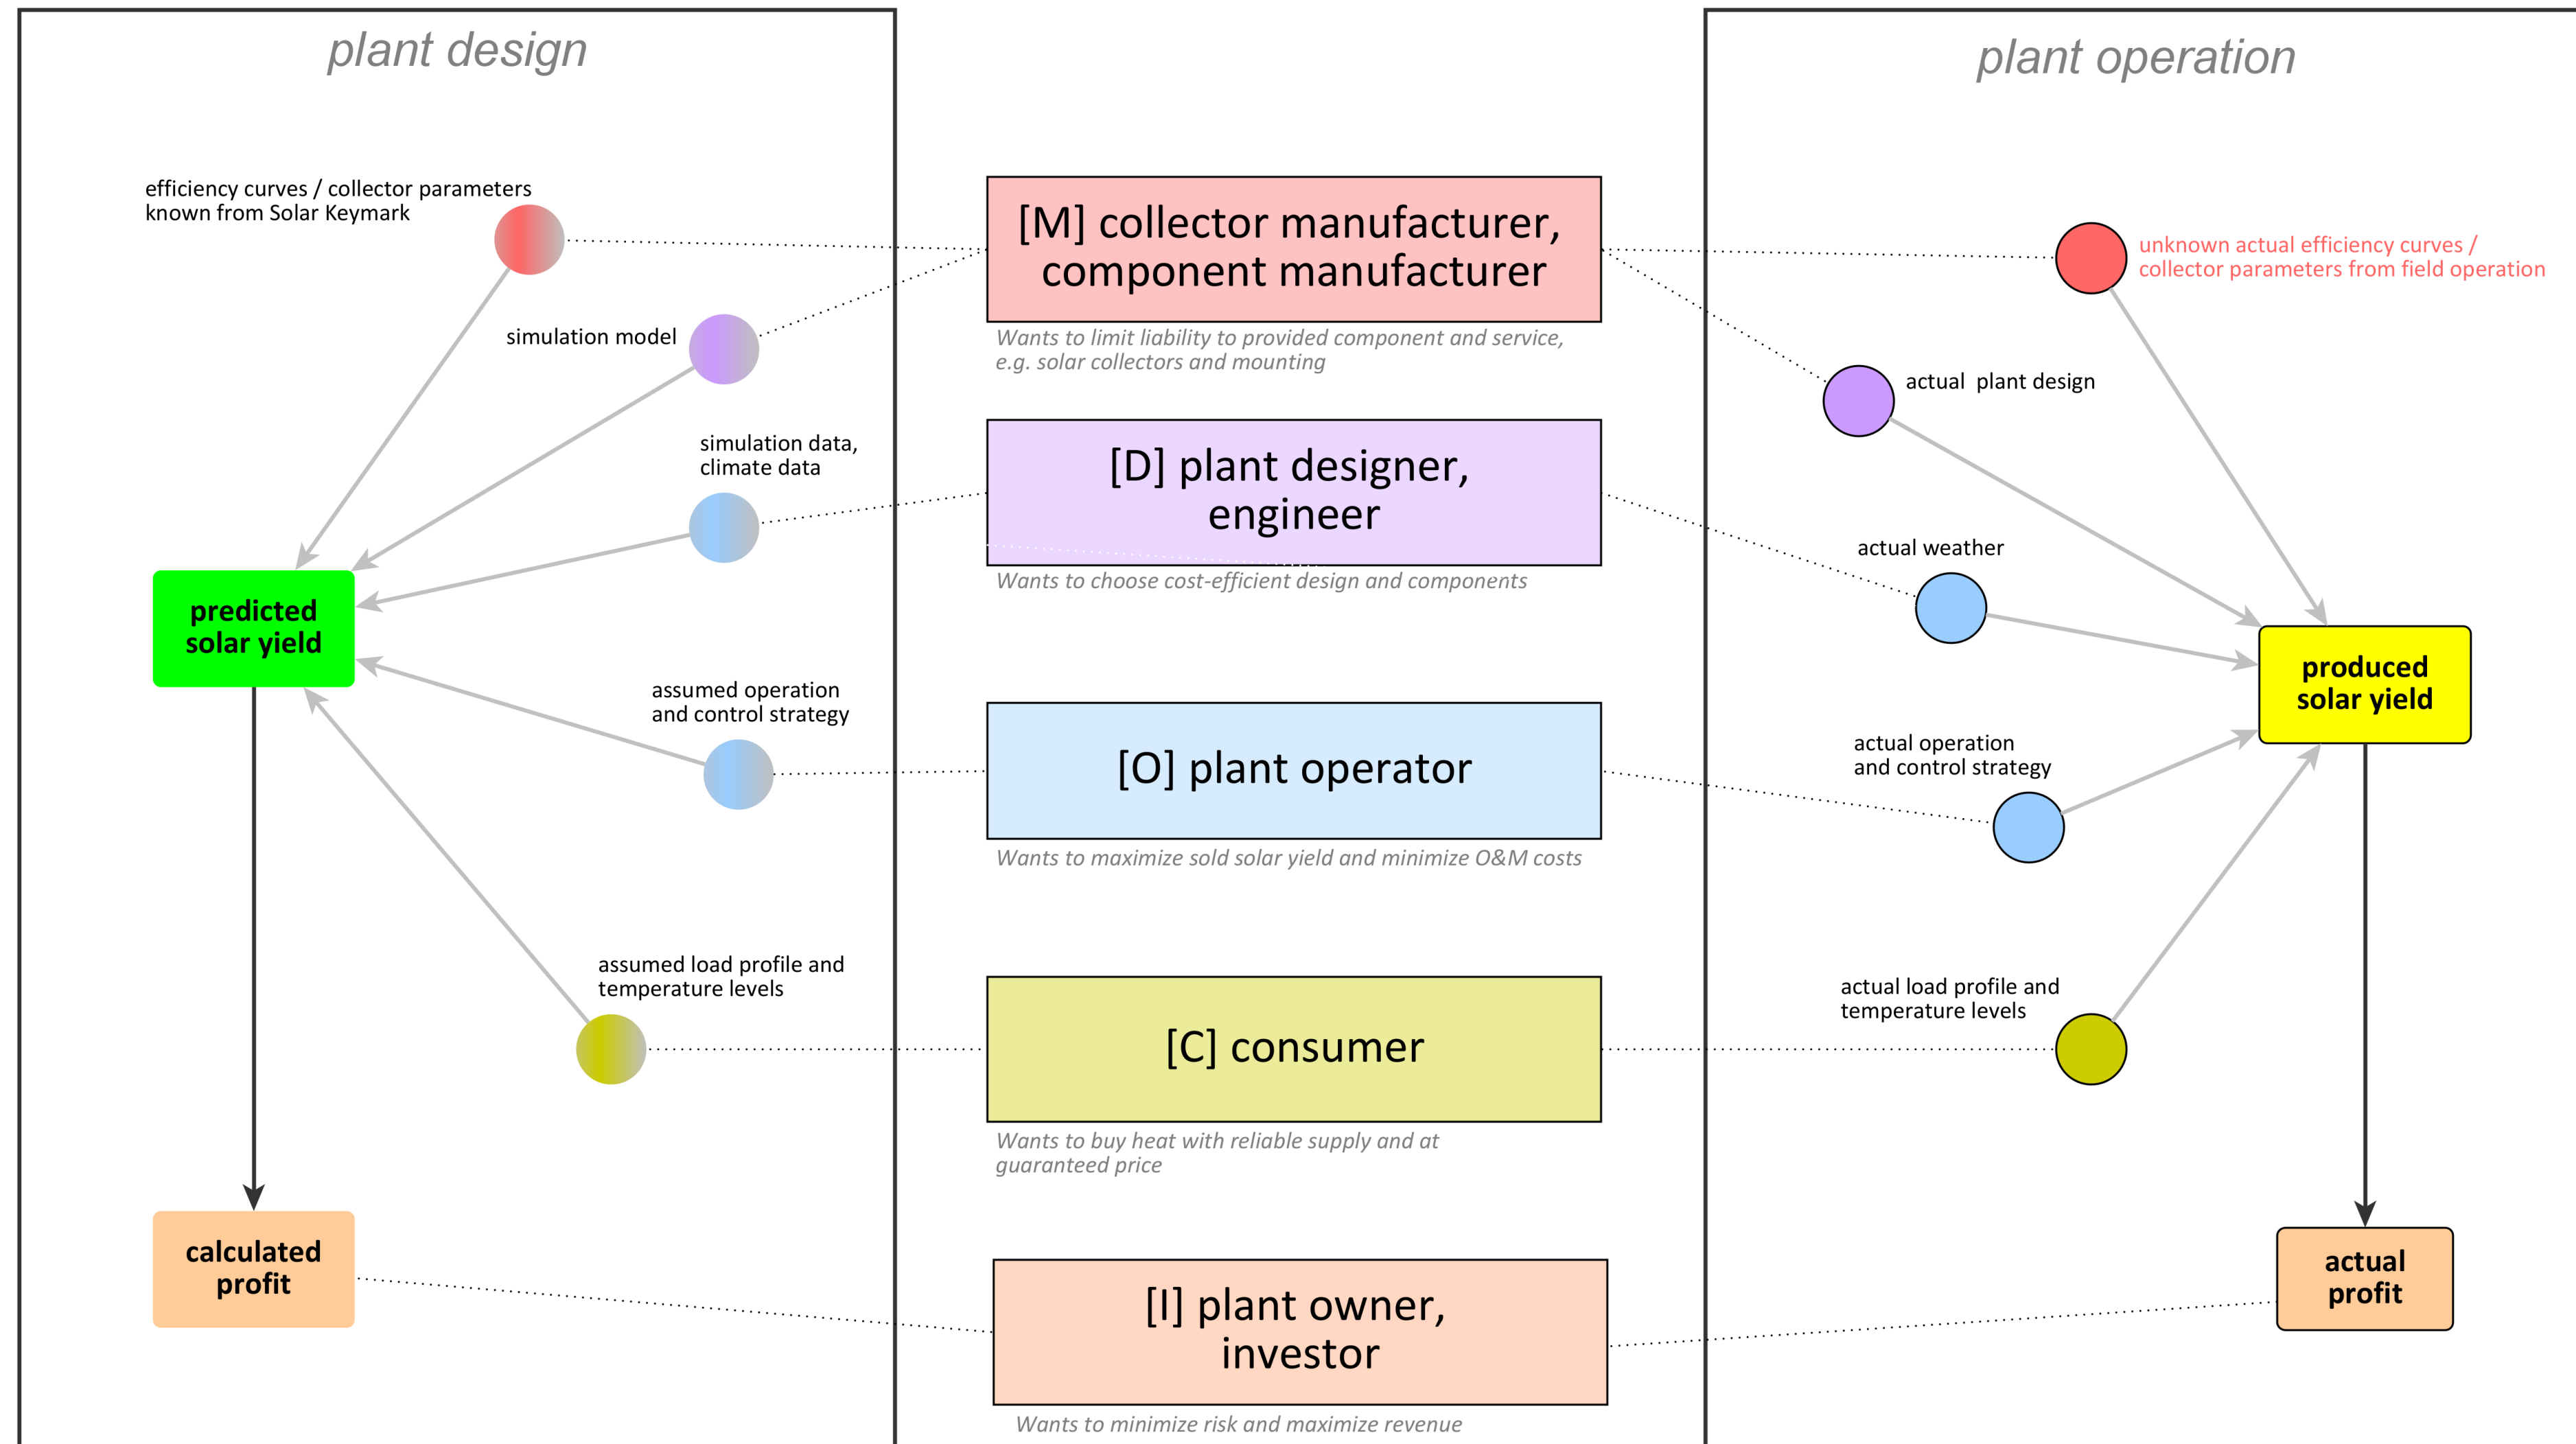 plant design
efficiency curves / collector parameters
known from Solar Keymark
simulation model
simulation data,
climate data
predicted
solar yield
assumed operation
and control strategy
assumed load profile and
temperature levels
calculated
profit
[M] collector manufacturer,
component manufacturer
Wants to limit liability to provided component and service,
e.g. solar collectors and mounting
[D] plant designer,
engineer
Wants to choose cost-efficient design and components
[O] plant operator
Wants to maximize sold solar yield and minimize O&M costs
[C] consumer
Wants to buy heat with reliable supply and at
guaranteed price
[I] plant owner,
investor
Wants to minimize risk and maximize revenue
plant operation
unknown actual efficiency curves /
collector parameters from field operation
actual  plant design
actual weather
produced
solar yield
actual operation
and control strategy
actual load profile and
temperature levels
actual
profit